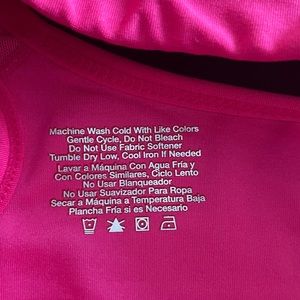 Machine Wash Cold With Like Colors
Gentle Cycle, Do Not Bleach
Do Not Use Fabric Softener
Tumble Dry Low, Cool Iron If Needed
Lavar a Máquina Con Agua Fría y
Con Colores Similares, Ciclo Lento
No Usar Blanqueador
No Usar Suavizador Para Ropa
Secar a Máquina a Temperatura Baja
Plancha Fría si es Necesario